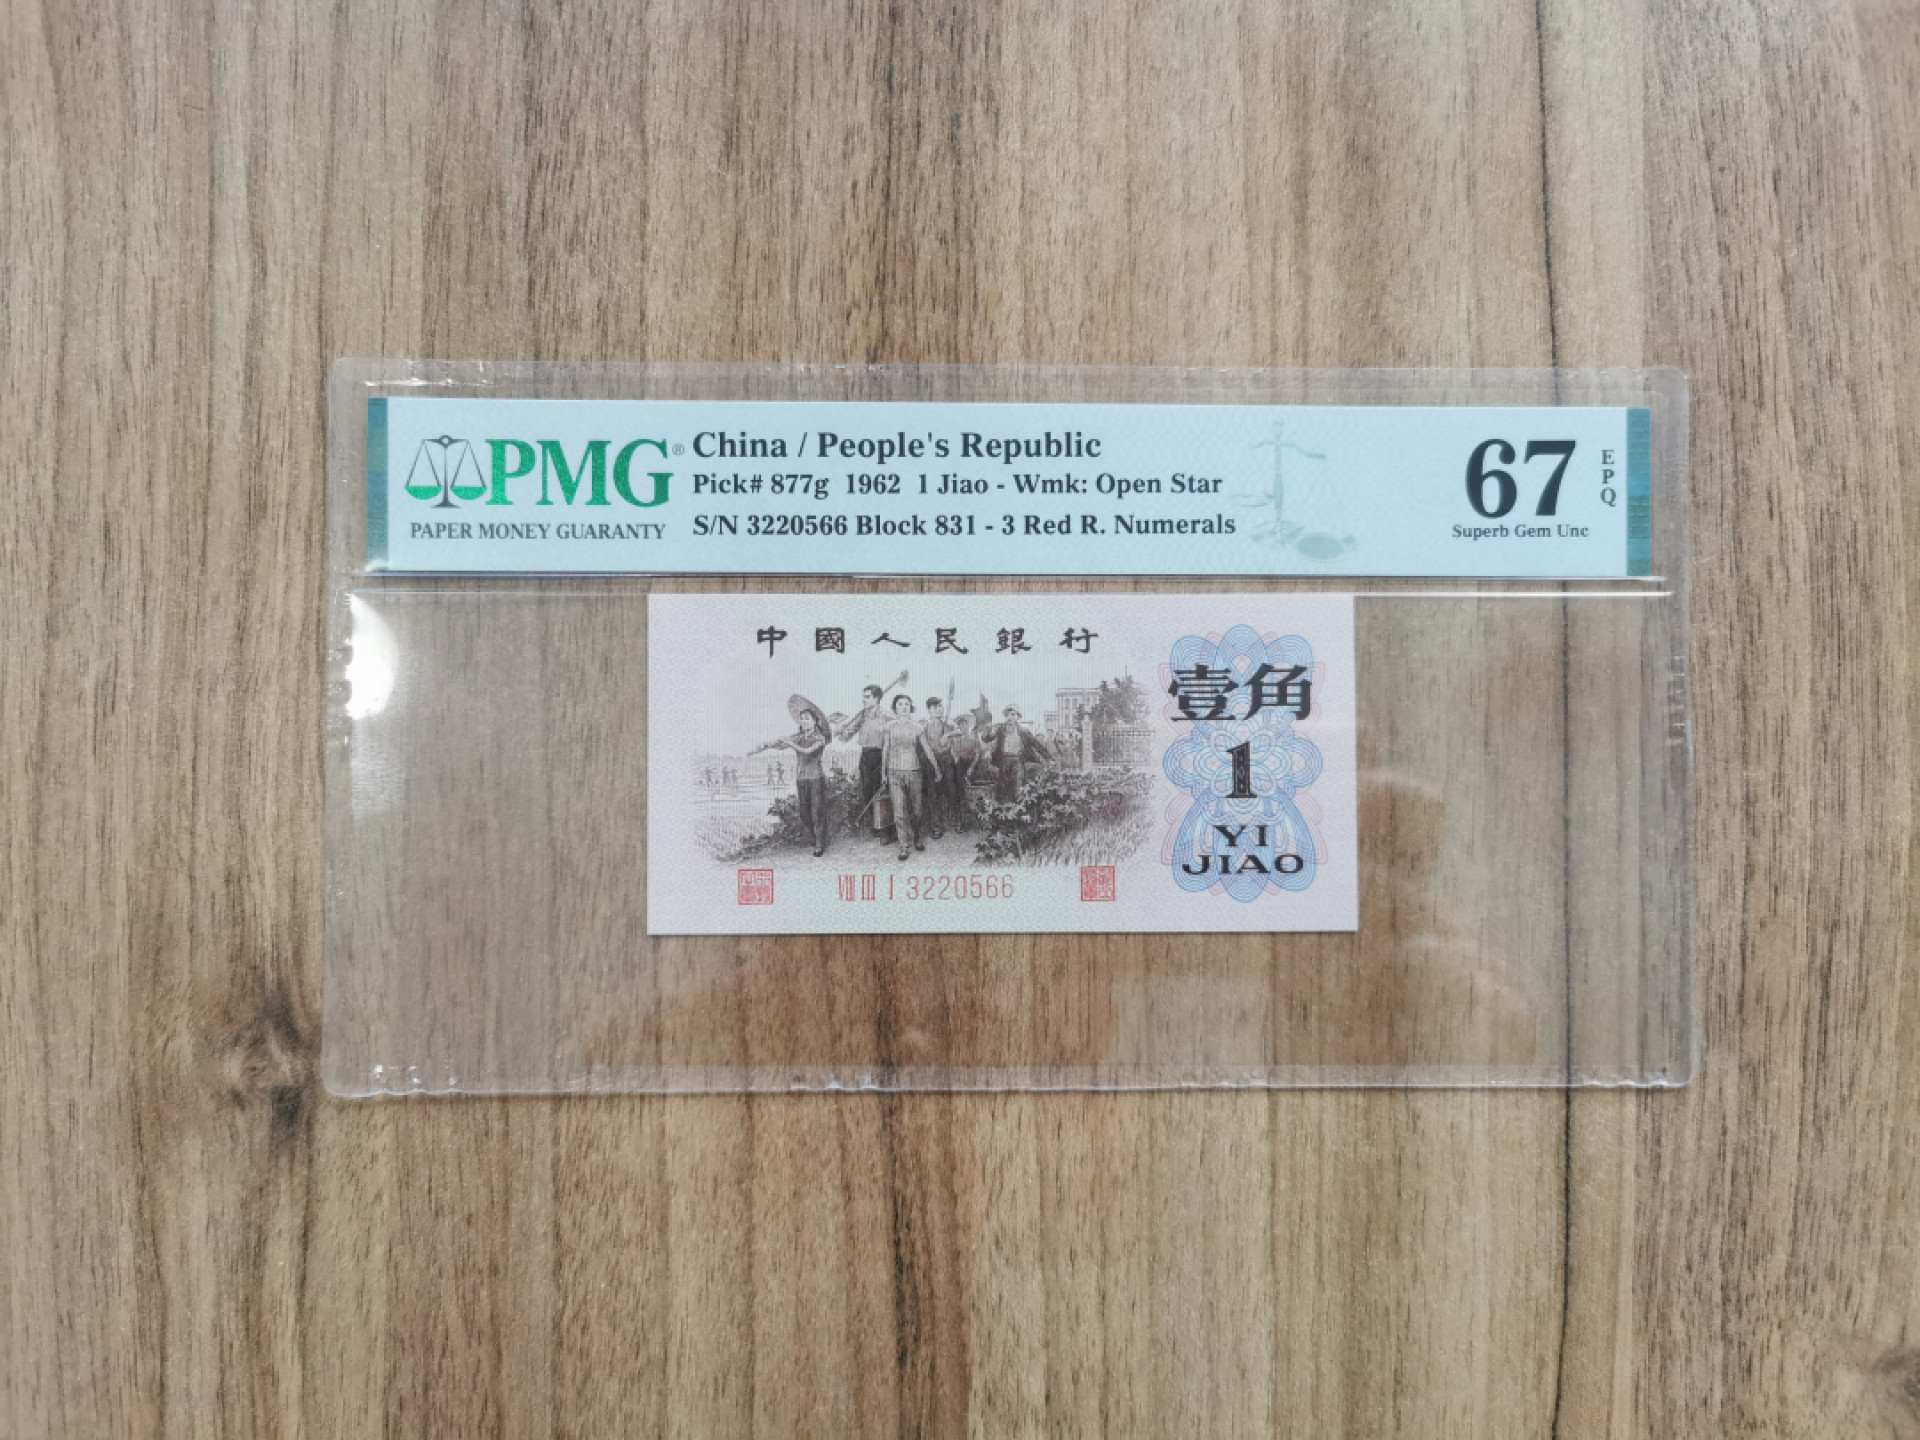 PMG®
PAPER MONEY GUARANTY
China / People's Republic
Pick# 877g 1962 1 Jiao - Wmk: Open Star
S/N 3220566 Block 831 - 3 Red R. Numerals
67
EPQ
Superb Gem Unc
中國人民銀行
壹角
1
YI
JIAO
VIII III I 3220566